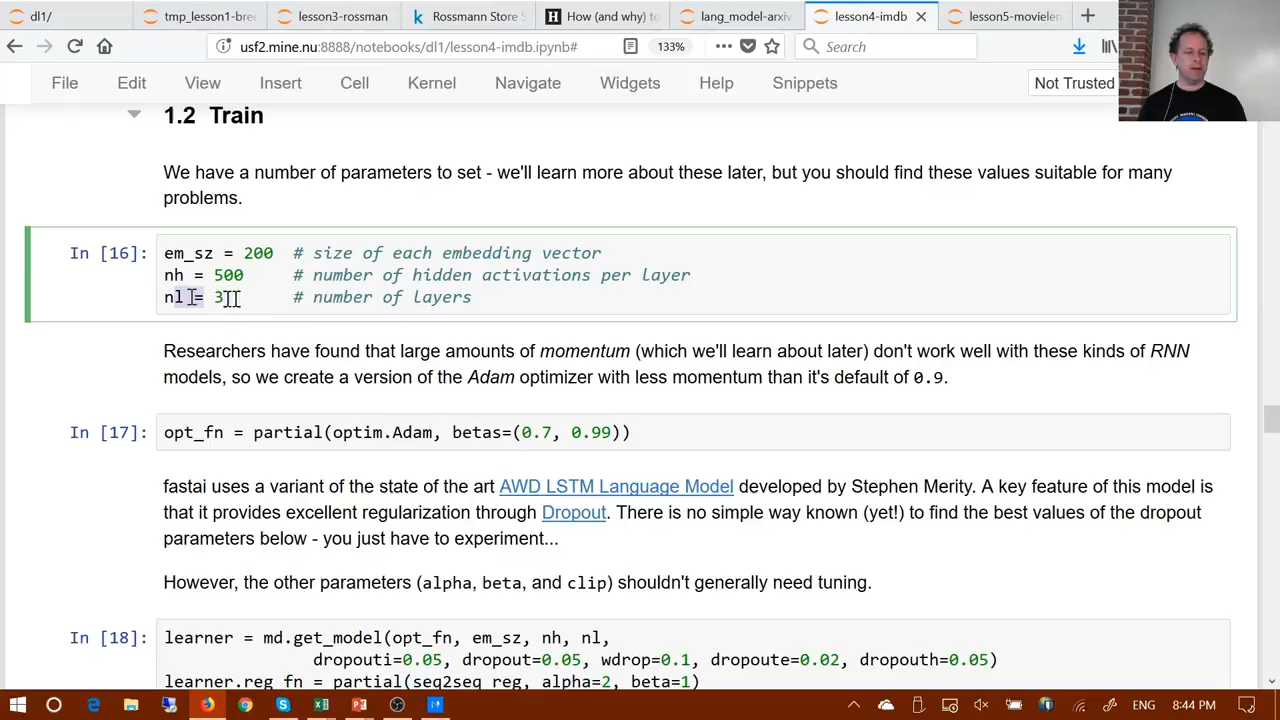 dl1/
tmp_lesson1-bree
lesson3-rossman
Rossmann Store S
How (and why) to
lang_model-arxiv
lesson4-imdb
lesson5-movielen
usf2.mine.nu:8888/notebooks/dl1/lesson4-imdb.ipynb#
133%
Search
File Edit View Insert Cell Kernel Navigate Widgets Help Snippets
Not Trusted
1.2 Train
We have a number of parameters to set - we'll learn more about these later, but you should find these values suitable for many
problems.
In [16]:
em_sz = 200 # size of each embedding vector
nh = 500 # number of hidden activations per layer
nl = 3 # number of layers
Researchers have found that large amounts of momentum (which we'll learn about later) don't work well with these kinds of RNN
models, so we create a version of the Adam optimizer with less momentum than it's default of 0.9.
In [17]:
opt_fn = partial(optim.Adam, betas=(0.7, 0.99))
fastai uses a variant of the state of the art AWD LSTM Language Model developed by Stephen Merity. A key feature of this model is
that it provides excellent regularization through Dropout. There is no simple way known (yet!) to find the best values of the dropout
parameters below - you just have to experiment...
However, the other parameters (alpha, beta, and clip) shouldn't generally need tuning.
In [18]:
learner = md.get_model(opt_fn, em_sz, nh, nl,
dropouti=0.05, dropout=0.05, wdrop=0.1, dropoute=0.02, dropouth=0.05)
learner.reg_fn = partial(seq2seq_reg, alpha=2, beta=1)
ENG
8:44 PM